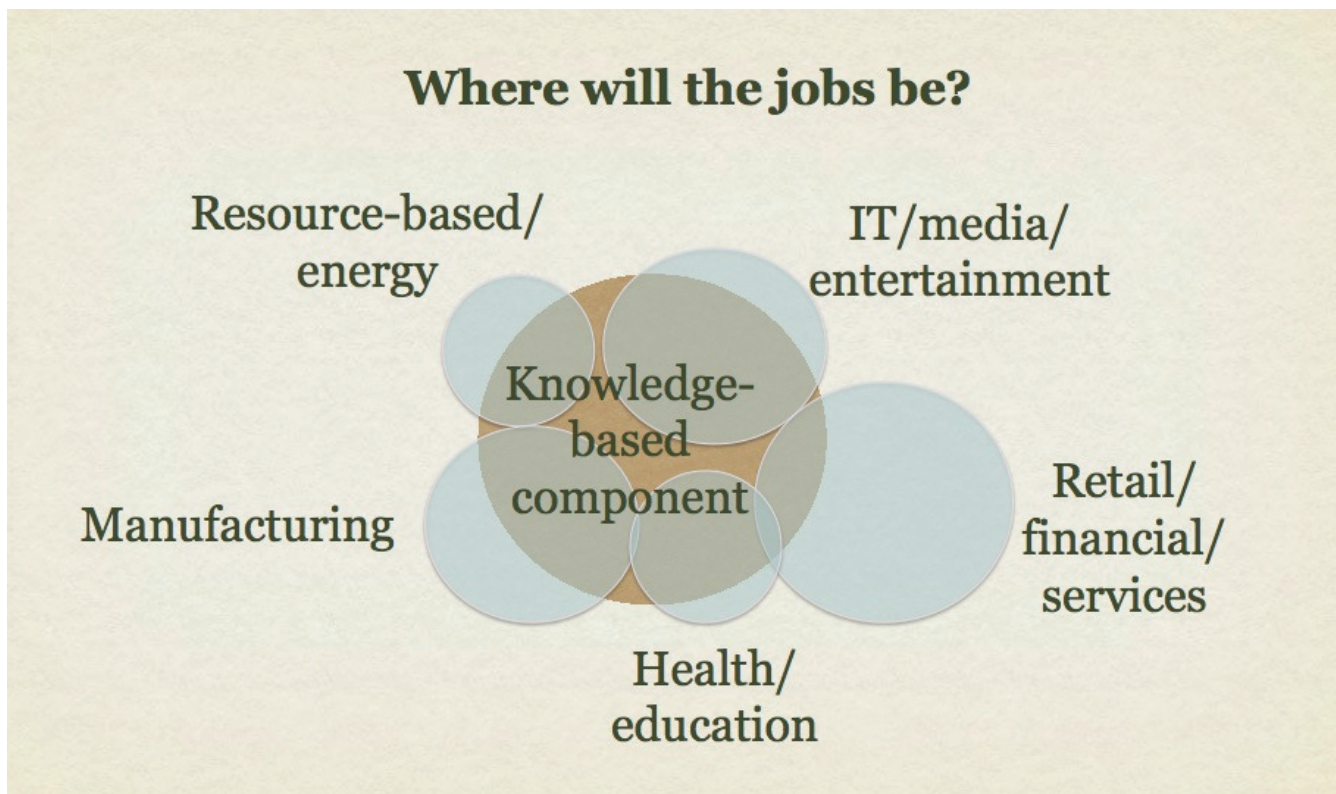 Where will the jobs be?
Resource-based/
energy
IT/media/
entertainment
Knowledge-
based
component
Manufacturing
Retail/
financial/
services
Health/
education